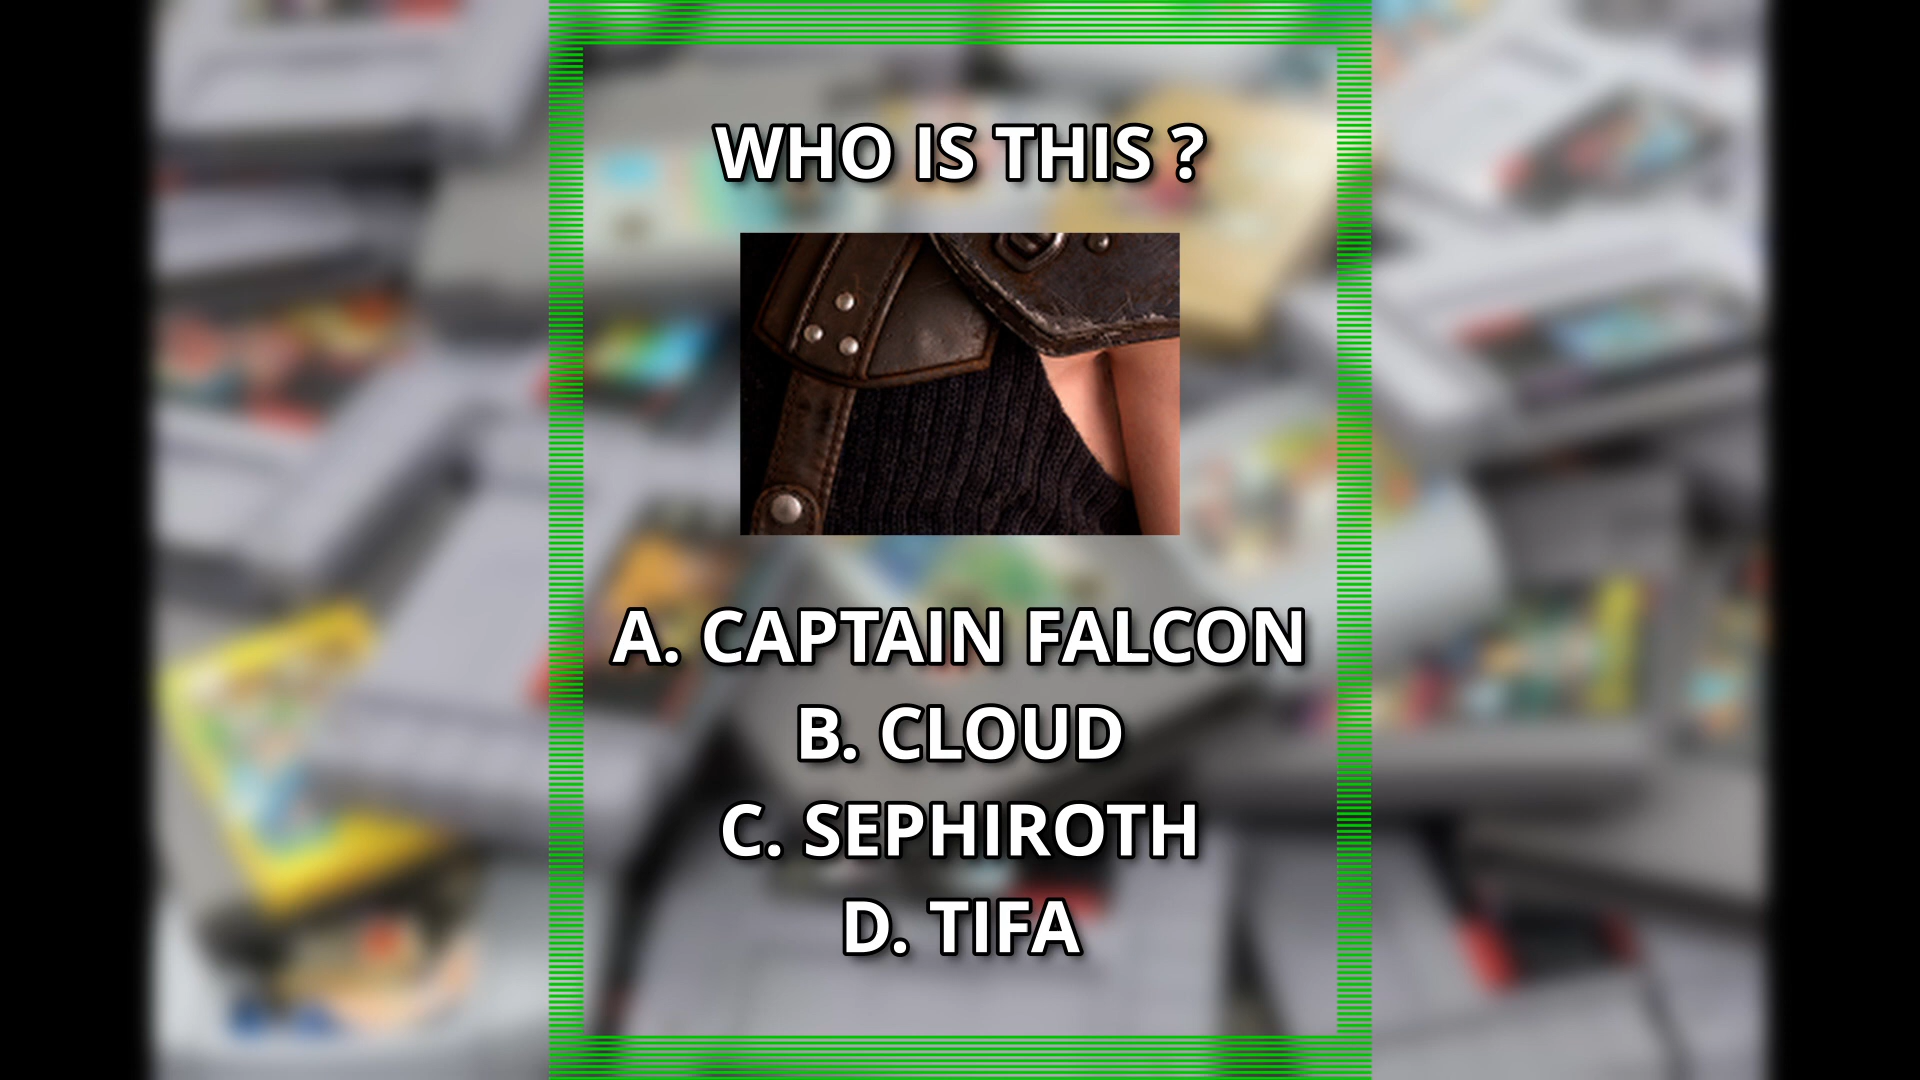 WHO IS THIS ?
A. CAPTAIN FALCON
B. CLOUD
C. SEPHIROTH
D. TIFA